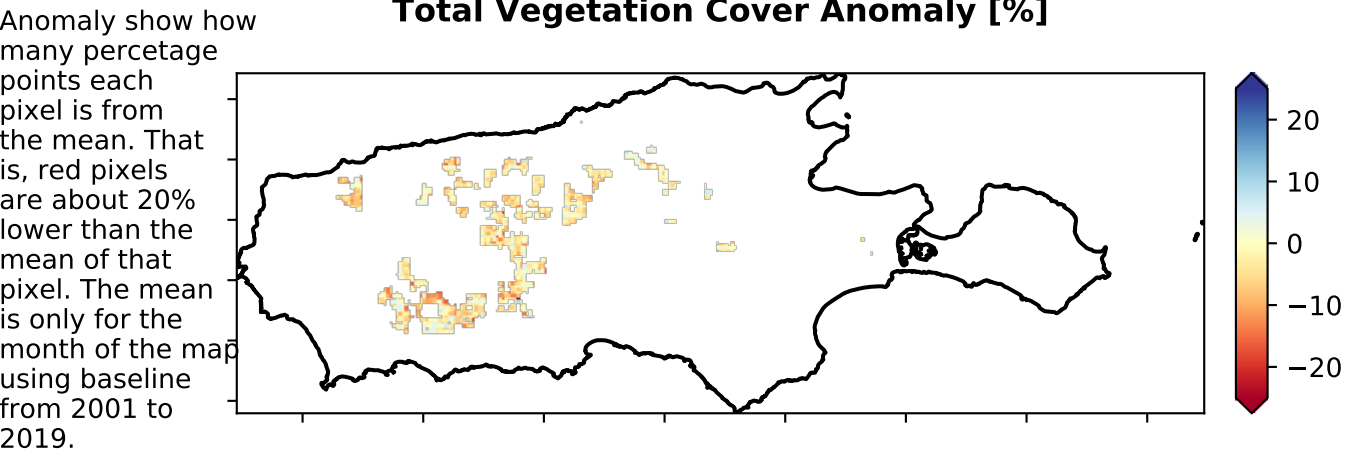 Total Vegetation Cover Anomaly [%]
Anomaly show how
many percetage
points each
pixel is from
the mean. That
is, red pixels
are about 20%
lower than the
mean of that
pixel. The mean
is only for the
month of the map
using baseline
from 2001 to
2019.
20
10
0
−10
−20